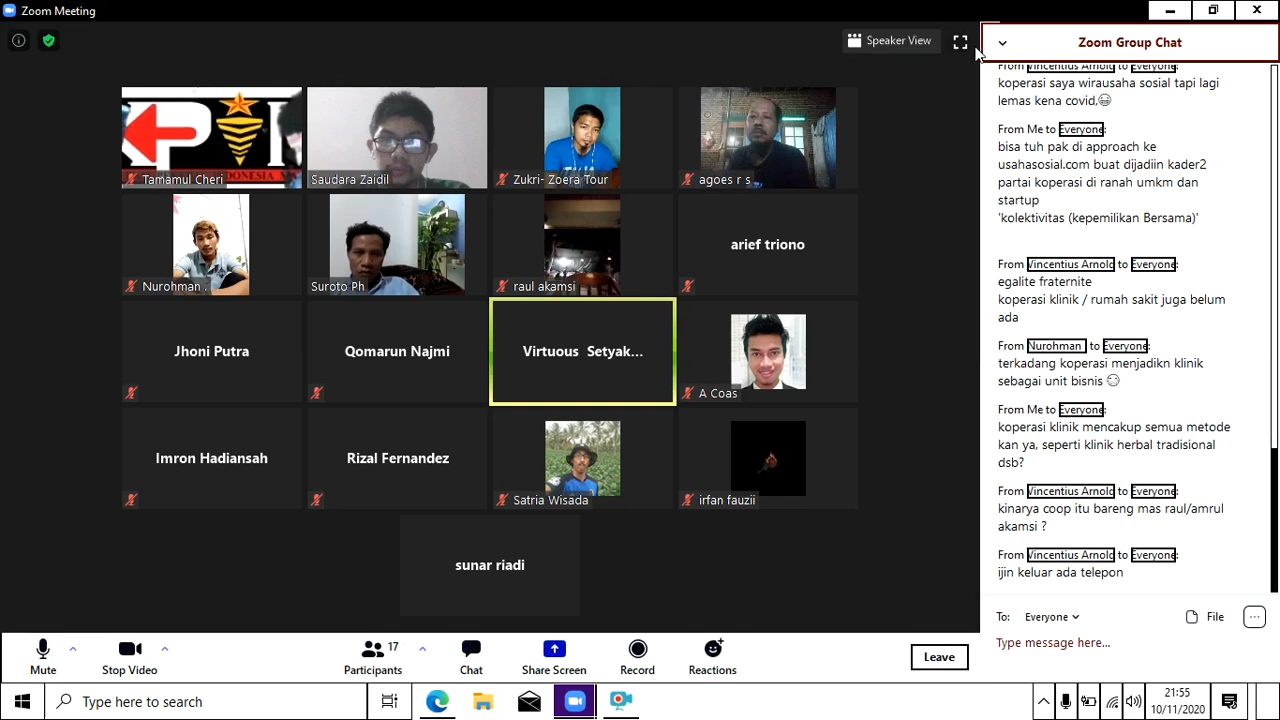 Zoom Meeting
Speaker View
Tamamul Cheri
Saudara Zaidil
Zukri- Zoera Tour
agoes r s
Nurohman .
Suroto Ph
raul akamsi
arief triono
Jhoni Putra
Qomarun Najmi
Virtuous Setyak...
A Coas
Imron Hadiansah
Rizal Fernandez
Satria Wisada
irfan fauzii
sunar riadi
Mute
Stop Video
17
Participants
Chat
Share Screen
Record
Reactions
Leave
Zoom Group Chat
From Vincentius Arnold to Everyone:
koperasi saya wirausaha sosial tapi lagi
lemas kena covid,😁
From Me to Everyone:
bisa tuh pak di approach ke
usahasosial.com buat dijadiin kader2
partai koperasi di ranah umkm dan
startup
'kolektivitas (kepemilikan Bersama)'
From Vincentius Arnold to Everyone:
egalite fraternite
koperasi klinik / rumah sakit juga belum
ada
From Nurohman to Everyone:
terkadang koperasi menjadikn klinik
sebagai unit bisnis 😏
From Me to Everyone:
koperasi klinik mencakup semua metode
kan ya, seperti klinik herbal tradisional
dsb?
From Vincentius Arnold to Everyone:
kinarya coop itu bareng mas raul/amrul
akamsi ?
From Vincentius Arnold to Everyone:
ijin keluar ada telepon
To: Everyone
File
Type message here...
Type here to search
21:55
10/11/2020